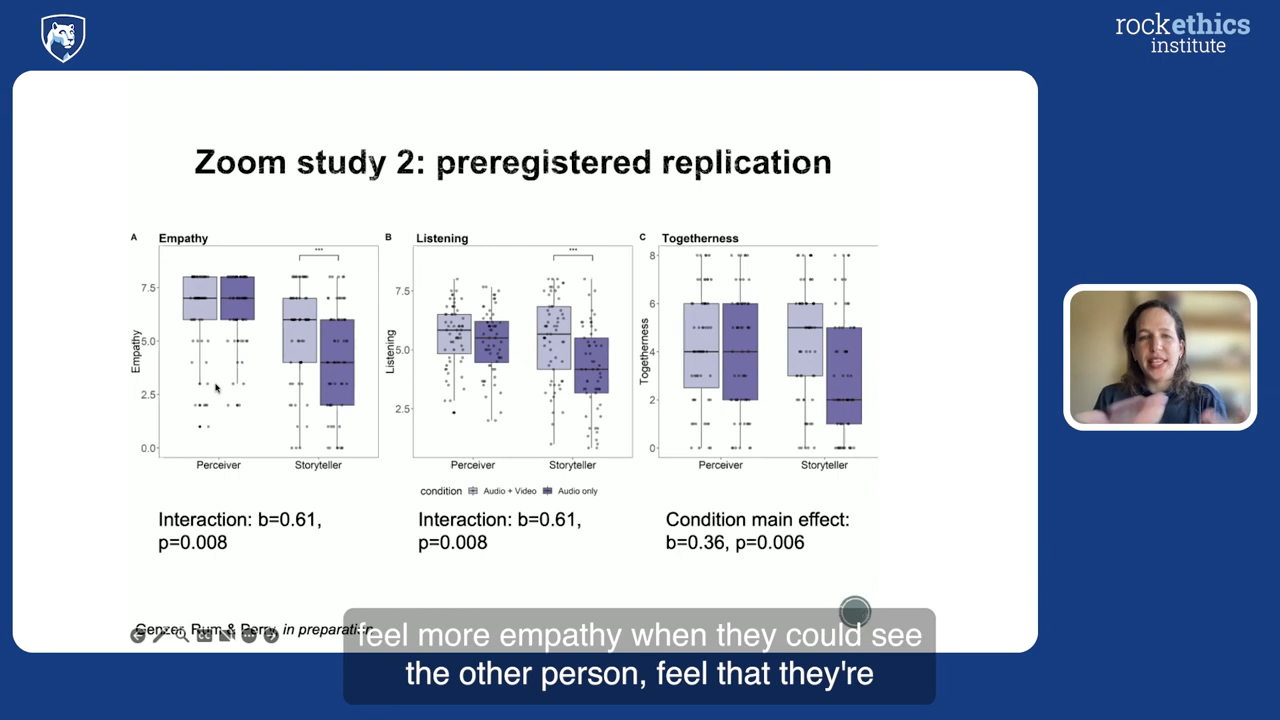 rockethics
institute
Zoom study 2: preregistered replication
A Empathy
B Listening
C Togetherness
***
***
Empathy
7.5
5.0
2.5
0.0
Perceiver Storyteller
Listening
7.5
5.0
2.5
Perceiver Storyteller
Togetherness
8
6
4
2
0
Perceiver Storyteller
condition Audio + Video Audio only
Interaction: b=0.61,
p=0.008
Interaction: b=0.61,
p=0.008
Condition main effect:
b=0.36, p=0.006
Genzer, Rum & Perry, in preparation
feel more empathy when they could see
the other person, feel that they're